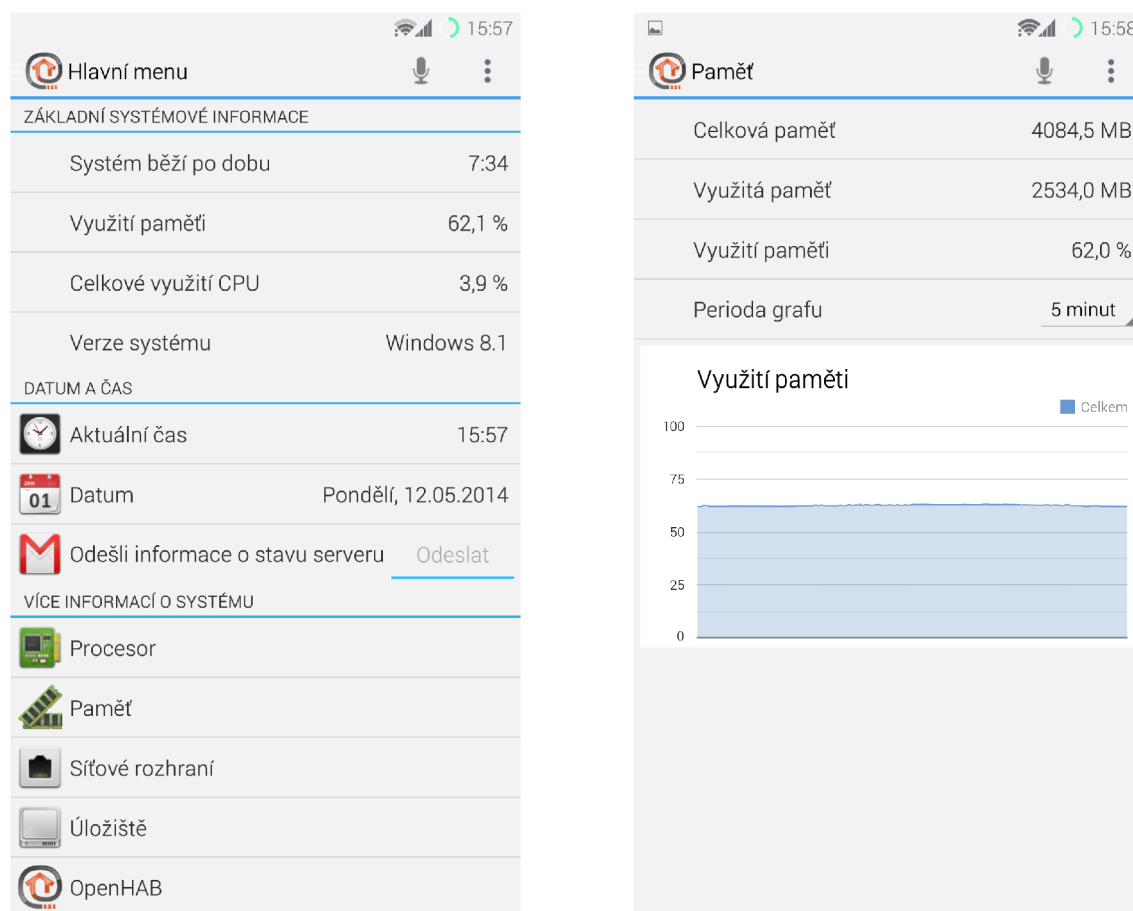 15:57
Hlavní menu
ZÁKLADNÍ SYSTÉMOVÉ INFORMACE
Systém běží po dobu 7:34
Využití paměťi 62,1 %
Celkové využití CPU 3,9 %
Verze systému Windows 8.1
DATUM A ČAS
Aktuální čas 15:57
JAN
01
Datum Pondělí, 12.05.2014
Odešli informace o stavu serveru Odeslat
VÍCE INFORMACÍ O SYSTÉMU
Procesor
Paměť
Síťové rozhraní
Úložiště
OpenHAB
15:58
Paměť
Celková paměť 4084,5 MB
Využitá paměť 2534,0 MB
Využití paměťi 62,0 %
Perioda grafu 5 minut
Využití paměti
Celkem
100
75
50
25
0